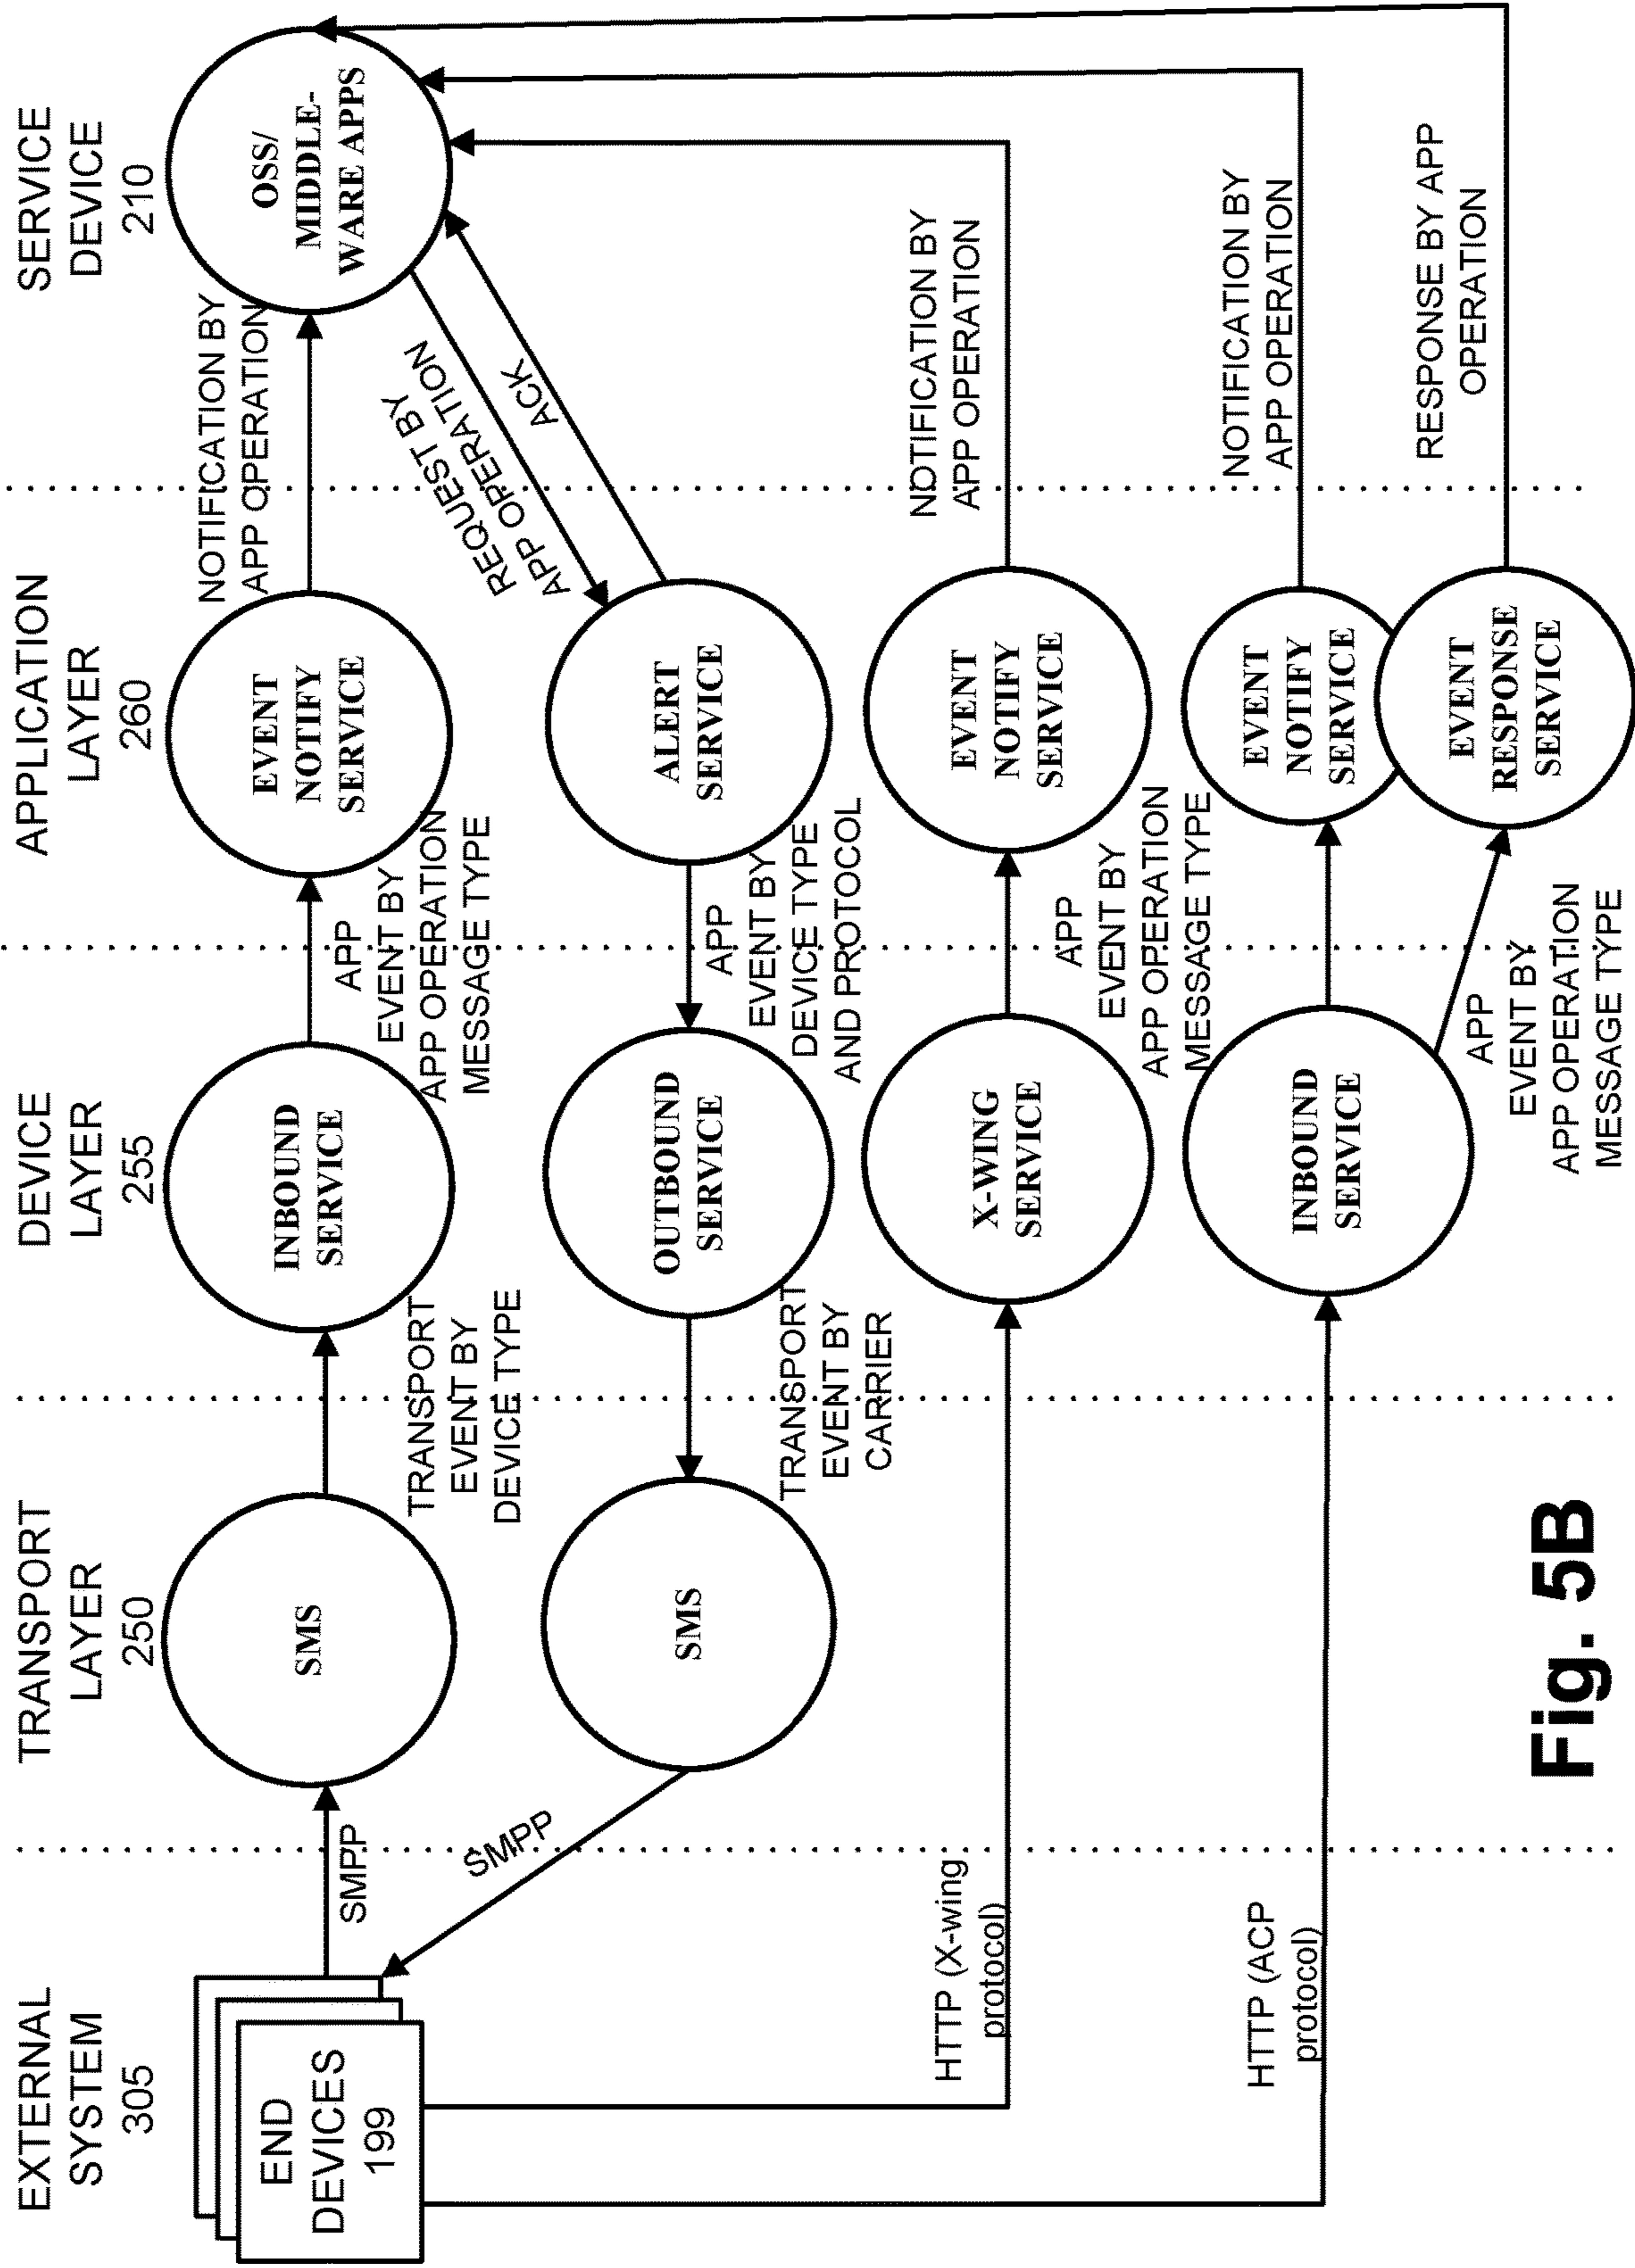 EXTERNAL
SYSTEM
305
TRANSPORT
LAYER
250
DEVICE
LAYER
255
APPLICATION
LAYER
260
SERVICE
DEVICE
210
END
DEVICES
199
SMPP
SMS
TRANSPORT
EVENT BY
DEVICE TYPE
INBOUND
SERVICE
APP
EVENT BY
APP OPERATION
MESSAGE TYPE
EVENT
NOTIFY
SERVICE
NOTIFICATION BY
APP OPERATION
OSS/
MIDDLE-
WARE APPS
SMPP
SMS
TRANSPORT
EVENT BY
CARRIER
OUTBOUND
SERVICE
APP
EVENT BY
DEVICE TYPE
AND PROTOCOL
ALERT
SERVICE
REQUEST BY
APP OPERATION
ACK
HTTP (X-wing
protocol)
X-WING
SERVICE
APP
EVENT BY
APP OPERATION
MESSAGE TYPE
EVENT
NOTIFY
SERVICE
NOTIFICATION BY
APP OPERATION
HTTP (ACP
protocol)
INBOUND
SERVICE
APP
EVENT BY
APP OPERATION
MESSAGE TYPE
EVENT
NOTIFY
SERVICE
NOTIFICATION BY
APP OPERATION
EVENT
RESPONSE
SERVICE
RESPONSE BY APP
OPERATION
Fig. 5B